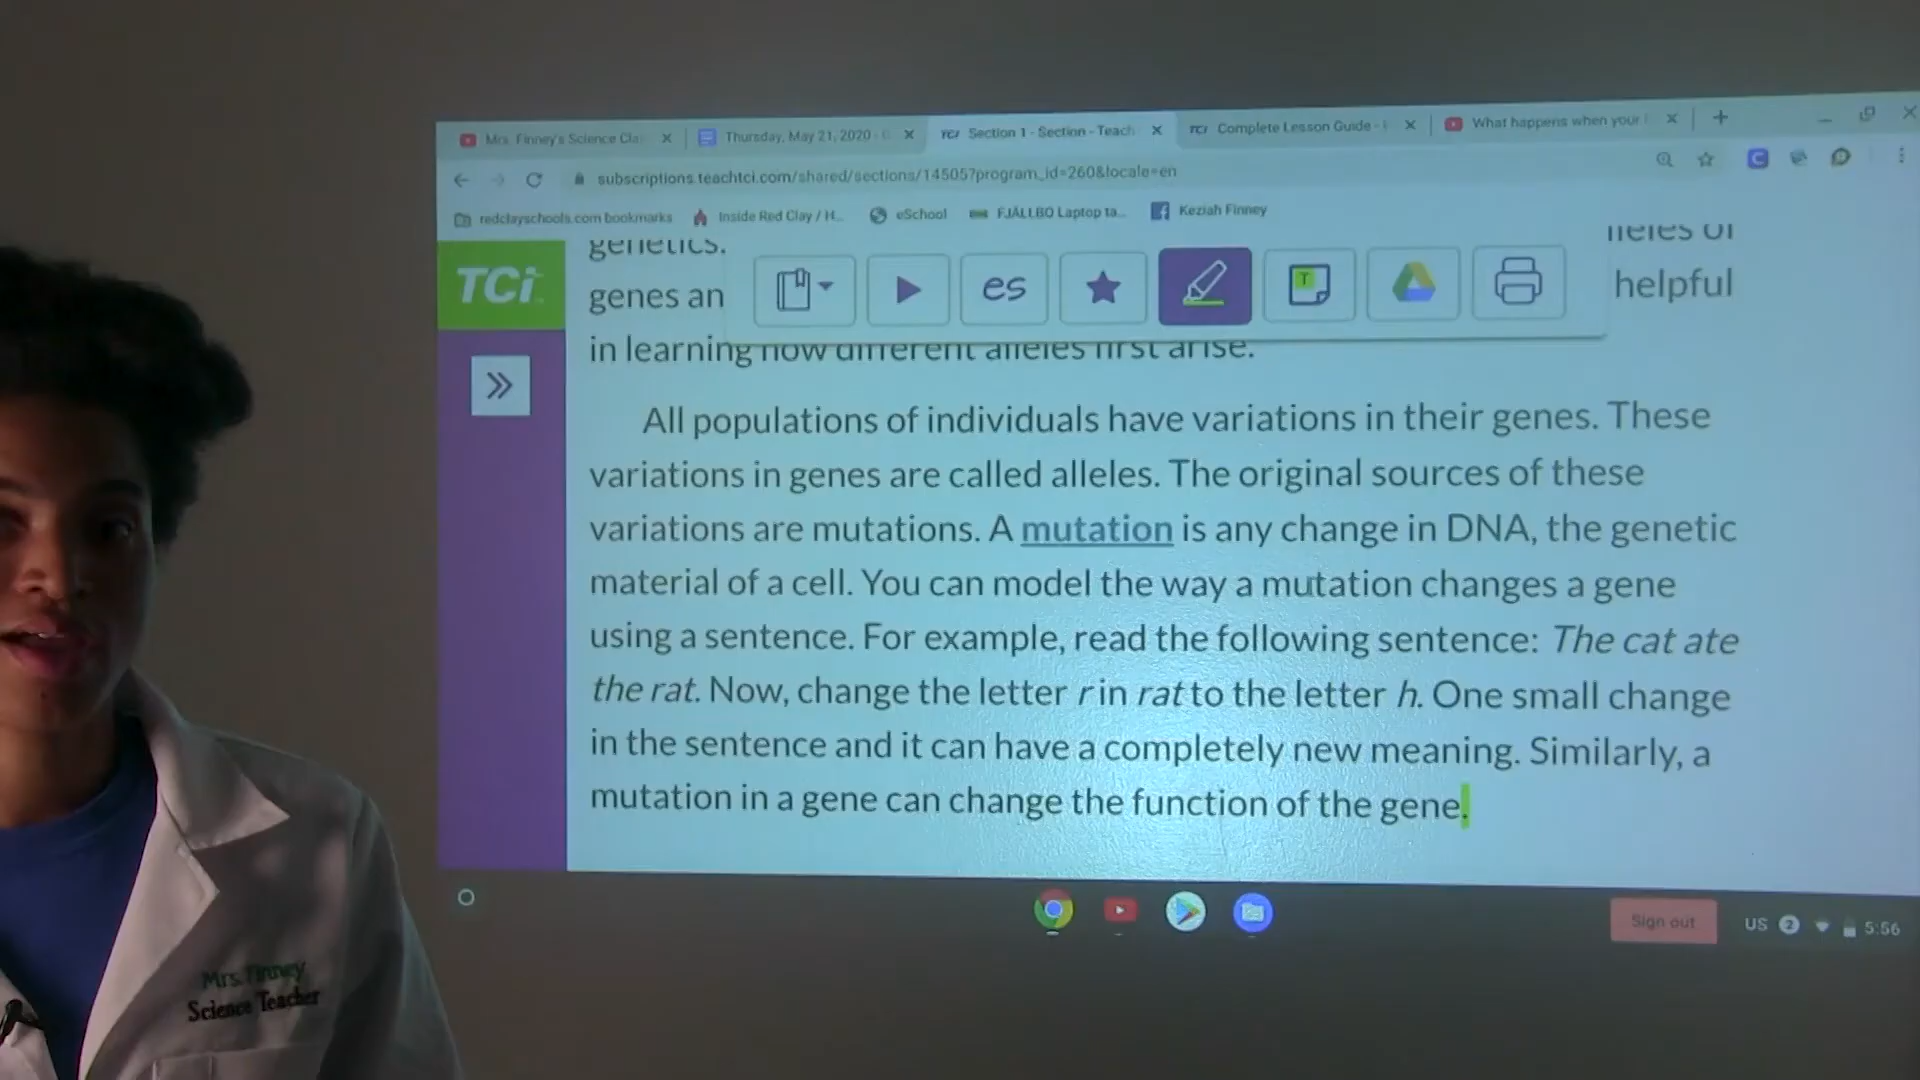 Mrs. Finney's Science Cla
Thursday, May 21, 2020 -
TCi Section 1 - Section - Teach
TCi Complete Lesson Guide -
What happens when your
subscriptions.teachtci.com/shared/sections/14505?program_id=260&locale=en
redclayschools.com bookmarks
Inside Red Clay / H...
eSchool
FJÄLLBO Laptop ta...
Keziah Finney
TCi
genetics.
genes an
es
T
helpful
in learning how different alleles first arise.
All populations of individuals have variations in their genes. These
variations in genes are called alleles. The original sources of these
variations are mutations. A mutation is any change in DNA, the genetic
material of a cell. You can model the way a mutation changes a gene
using a sentence. For example, read the following sentence: The cat ate
the rat. Now, change the letter r in rat to the letter h. One small change
in the sentence and it can have a completely new meaning. Similarly, a
mutation in a gene can change the function of the gene.
Sign out
US 2 5:56
Mrs. Finney
Science Teacher